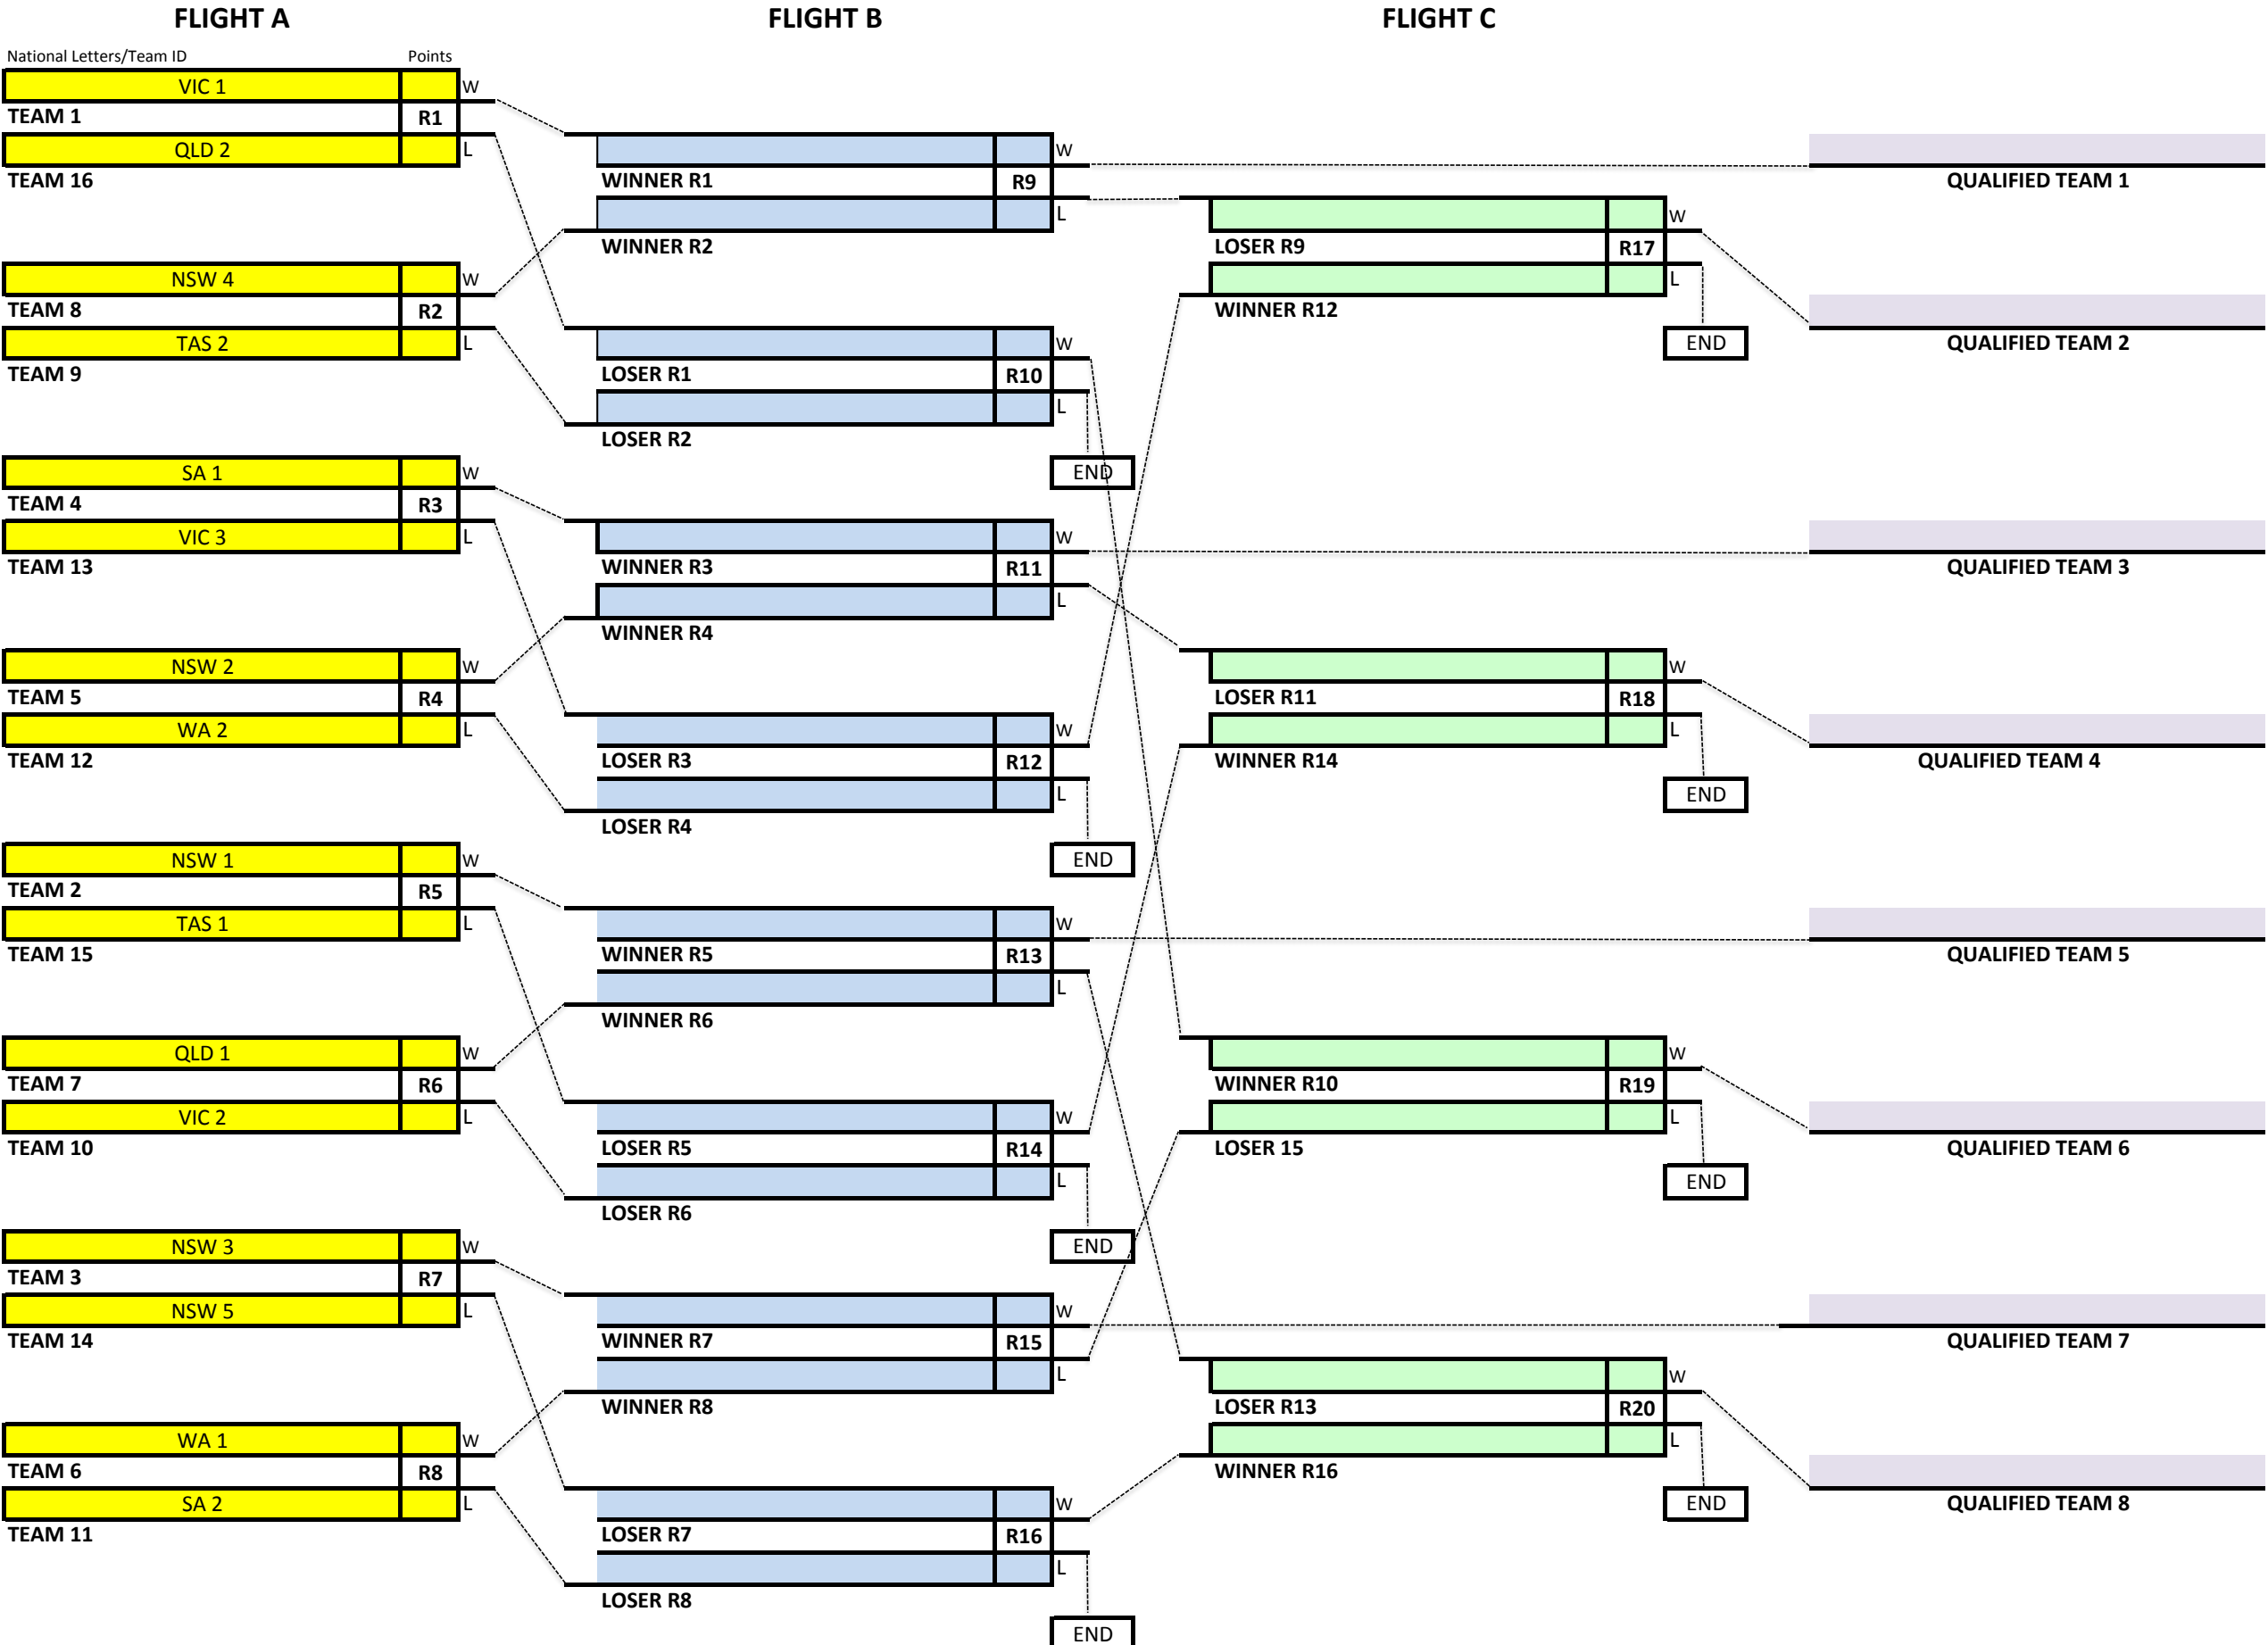 FLIGHT A
FLIGHT B
FLIGHT C
National Letters/Team ID
Points
VIC 1
W
TEAM 1
R1
QLD 2
L
TEAM 16
NSW 4
W
TEAM 8
R2
TAS 2
L
TEAM 9
SA 1
W
TEAM 4
R3
VIC 3
L
TEAM 13
NSW 2
W
TEAM 5
R4
WA 2
L
TEAM 12
NSW 1
W
TEAM 2
R5
TAS 1
L
TEAM 15
QLD 1
W
TEAM 7
R6
VIC 2
L
TEAM 10
NSW 3
W
TEAM 3
R7
NSW 5
L
TEAM 14
WA 1
W
TEAM 6
R8
SA 2
L
TEAM 11
W
WINNER R1
R9
L
WINNER R2
W
LOSER R1
R10
L
LOSER R2
END
W
WINNER R3
R11
L
WINNER R4
W
LOSER R3
R12
L
LOSER R4
END
W
WINNER R5
R13
L
WINNER R6
W
LOSER R5
R14
L
LOSER R6
END
W
WINNER R7
R15
L
WINNER R8
W
LOSER R7
R16
L
LOSER R8
END
W
LOSER R9
R17
L
WINNER R12
END
W
LOSER R11
R18
L
WINNER R14
END
W
WINNER R10
R19
L
LOSER 15
END
W
LOSER R13
R20
L
WINNER R16
END
QUALIFIED TEAM 1
QUALIFIED TEAM 2
QUALIFIED TEAM 3
QUALIFIED TEAM 4
QUALIFIED TEAM 5
QUALIFIED TEAM 6
QUALIFIED TEAM 7
QUALIFIED TEAM 8